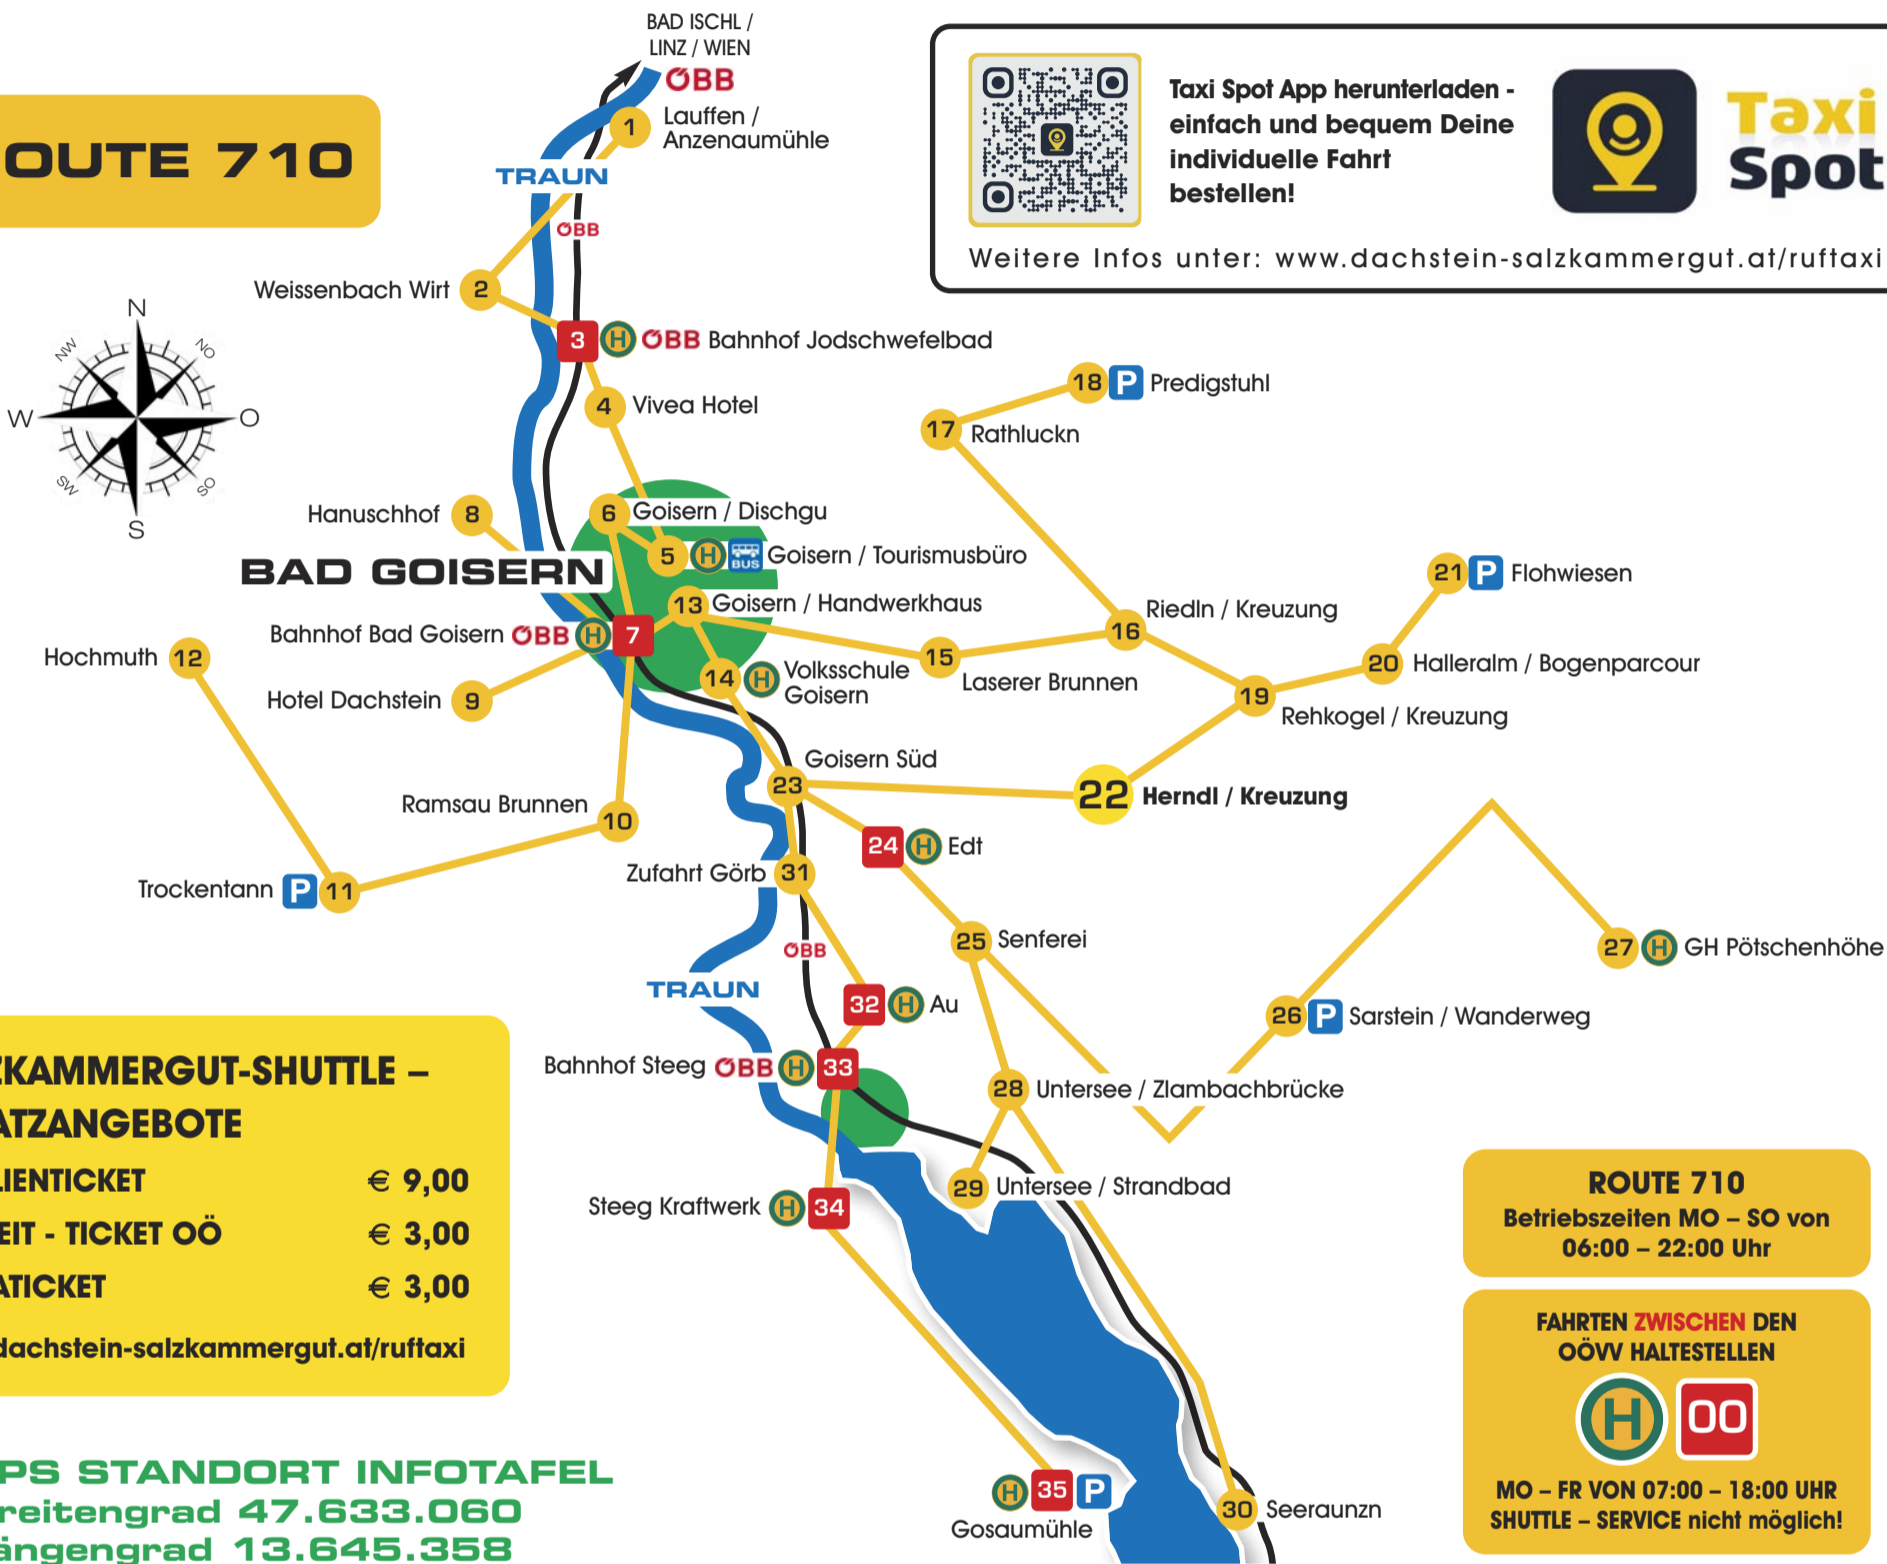 BAD ISCHL /
LINZ / WIEN
ÖBB
OUTE 710
1
Lauffen /
Anzenaumühle
TRAUN
ÖBB
Taxi Spot App herunterladen -
einfach und bequem Deine
individuelle Fahrt
bestellen!
Taxi
Spot
Weitere Infos unter: www.dachstein-salzkammergut.at/ruftaxi
Weissenbach Wirt 2
3 H ÖBB Bahnhof Jodschwefelbad
N
NW
NO
W
O
SW
SO
S
4 Vivea Hotel
18 P Predigstuhl
17 Rathluckn
Hanuschhof 8
6 Goisern / Dischgu
5 H BUS Goisern / Tourismusbüro
BAD GOISERN
21 P Flohwiesen
13 Goisern / Handwerkhaus
Riedln / Kreuzung
16
Bahnhof Bad Goisern ÖBB H 7
Hochmuth 12
15
Laserer Brunnen
20 Halleralm / Bogenparcour
14 H Volksschule
Goisern
Hotel Dachstein 9
19
Rehkogel / Kreuzung
Goisern Süd
23
22 Herndl / Kreuzung
Ramsau Brunnen
10
24 H Edt
Zufahrt Görb 31
Trockentann P 11
25 Senferei
ÖBB
27 H GH Pötschenhöhe
TRAUN
32 H Au
26 P Sarstein / Wanderweg
Bahnhof Steeg ÖBB H 33
28 Untersee / Zlambachbrücke
29 Untersee / Strandbad
Steeg Kraftwerk H 34
ZKAMMERGUT-SHUTTLE –
ATZANGEBOTE
LIENTICKET € 9,00
EIT - TICKET OÖ € 3,00
ATICKET € 3,00
dachstein-salzkammergut.at/ruftaxi
ROUTE 710
Betriebszeiten MO – SO von
06:00 – 22:00 Uhr
FAHRTEN ZWISCHEN DEN
OÖVV HALTESTELLEN
H 00
MO – FR VON 07:00 – 18:00 UHR
SHUTTLE – SERVICE nicht möglich!
H 35 P
Gosaumühle
30 Seeraunzn
PS STANDORT INFOTAFEL
reitengrad 47.633.060
ängengrad 13.645.358